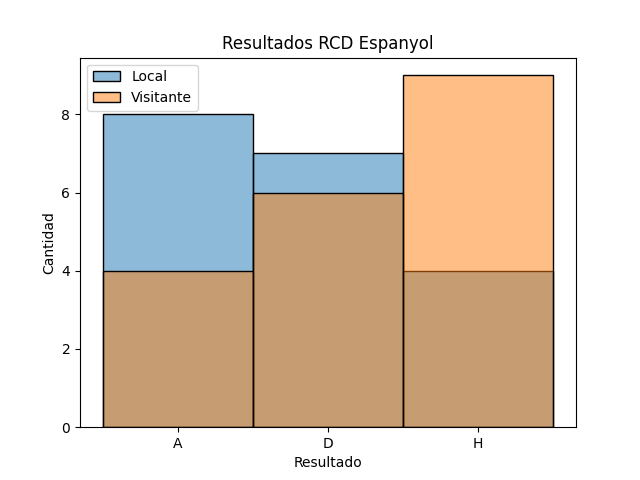 Resultados RCD Espanyol
Local
Visitante
8
6
4
2
0
Cantidad
A D H
Resultado